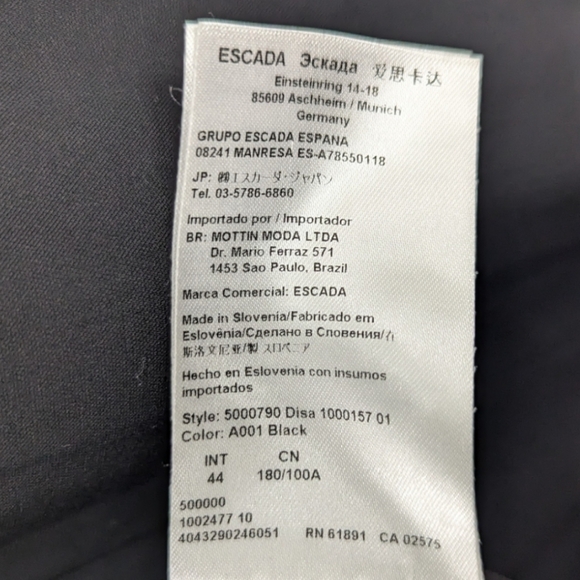 ESCADA Эскада 爱思卡达
Einsteinring 14-18
85609 Aschheim / Munich
Germany
GRUPO ESCADA ESPANA
08241 MANRESA ES-A78550118
JP: ㈱エスカーダ・ジャパン
Tel. 03-5786-6860
Importado por / Importador
BR: MOTTIN MODA LTDA
Dr. Mario Ferraz 571
1453 Sao Paulo, Brazil
Marca Comercial: ESCADA
Made in Slovenia/Fabricado em
Eslovênia/Сделано в Словения/在
斯洛文尼亚/製 スロベニア
Hecho en Eslovenia con insumos
importados
Style: 5000790 Disa 1000157 01
Color: A001 Black
INT CN
44 180/100A
500000
1002477 10
4043290246051 RN 61891 CA 02575